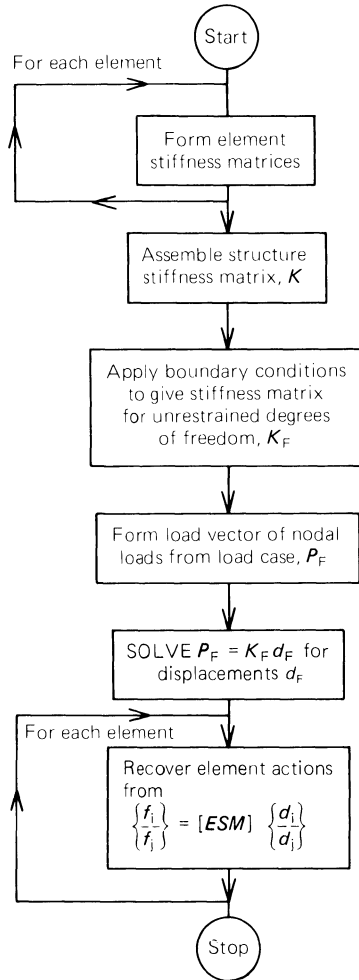 Start
For each element
Form element
stiffness matrices
Assemble structure
stiffness matrix, K
Apply boundary conditions
to give stiffness matrix
for unrestrained degrees
of freedom, K_F
Form load vector of nodal
loads from load case, P_F
SOLVE P_F = K_F d_F for
displacements d_F
For each element
Recover element actions
from
{f_i / f_j} = [ESM] {d_i / d_j}
Stop